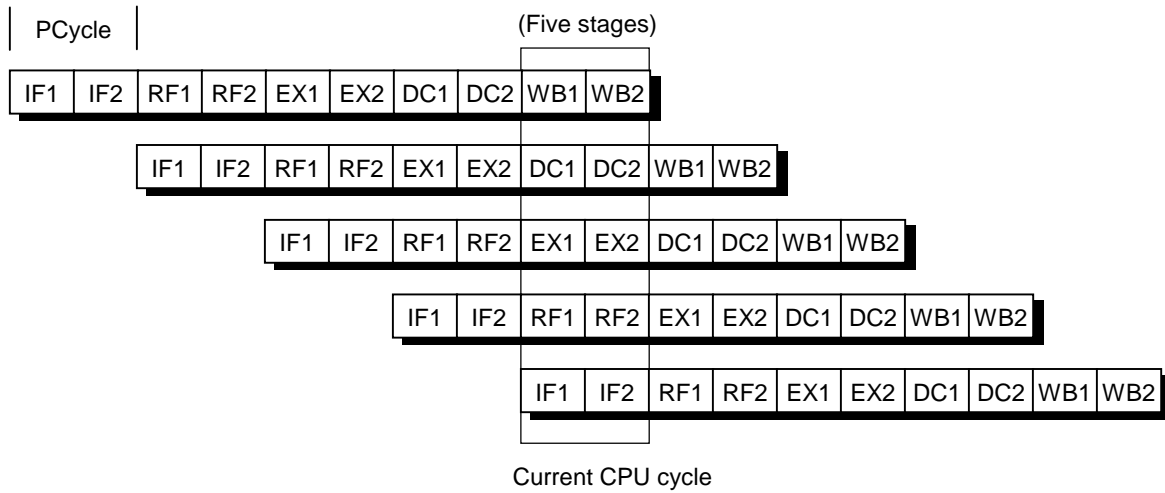 (Five stages)
PCycle
IF1 IF2 RF1 RF2 EX1 EX2 DC1 DC2 WB1 WB2
IF1 IF2 RF1 RF2 EX1 EX2 DC1 DC2 WB1 WB2
IF1 IF2 RF1 RF2 EX1 EX2 DC1 DC2 WB1 WB2
IF1 IF2 RF1 RF2 EX1 EX2 DC1 DC2 WB1 WB2
IF1 IF2 RF1 RF2 EX1 EX2 DC1 DC2 WB1 WB2
Current CPU cycle